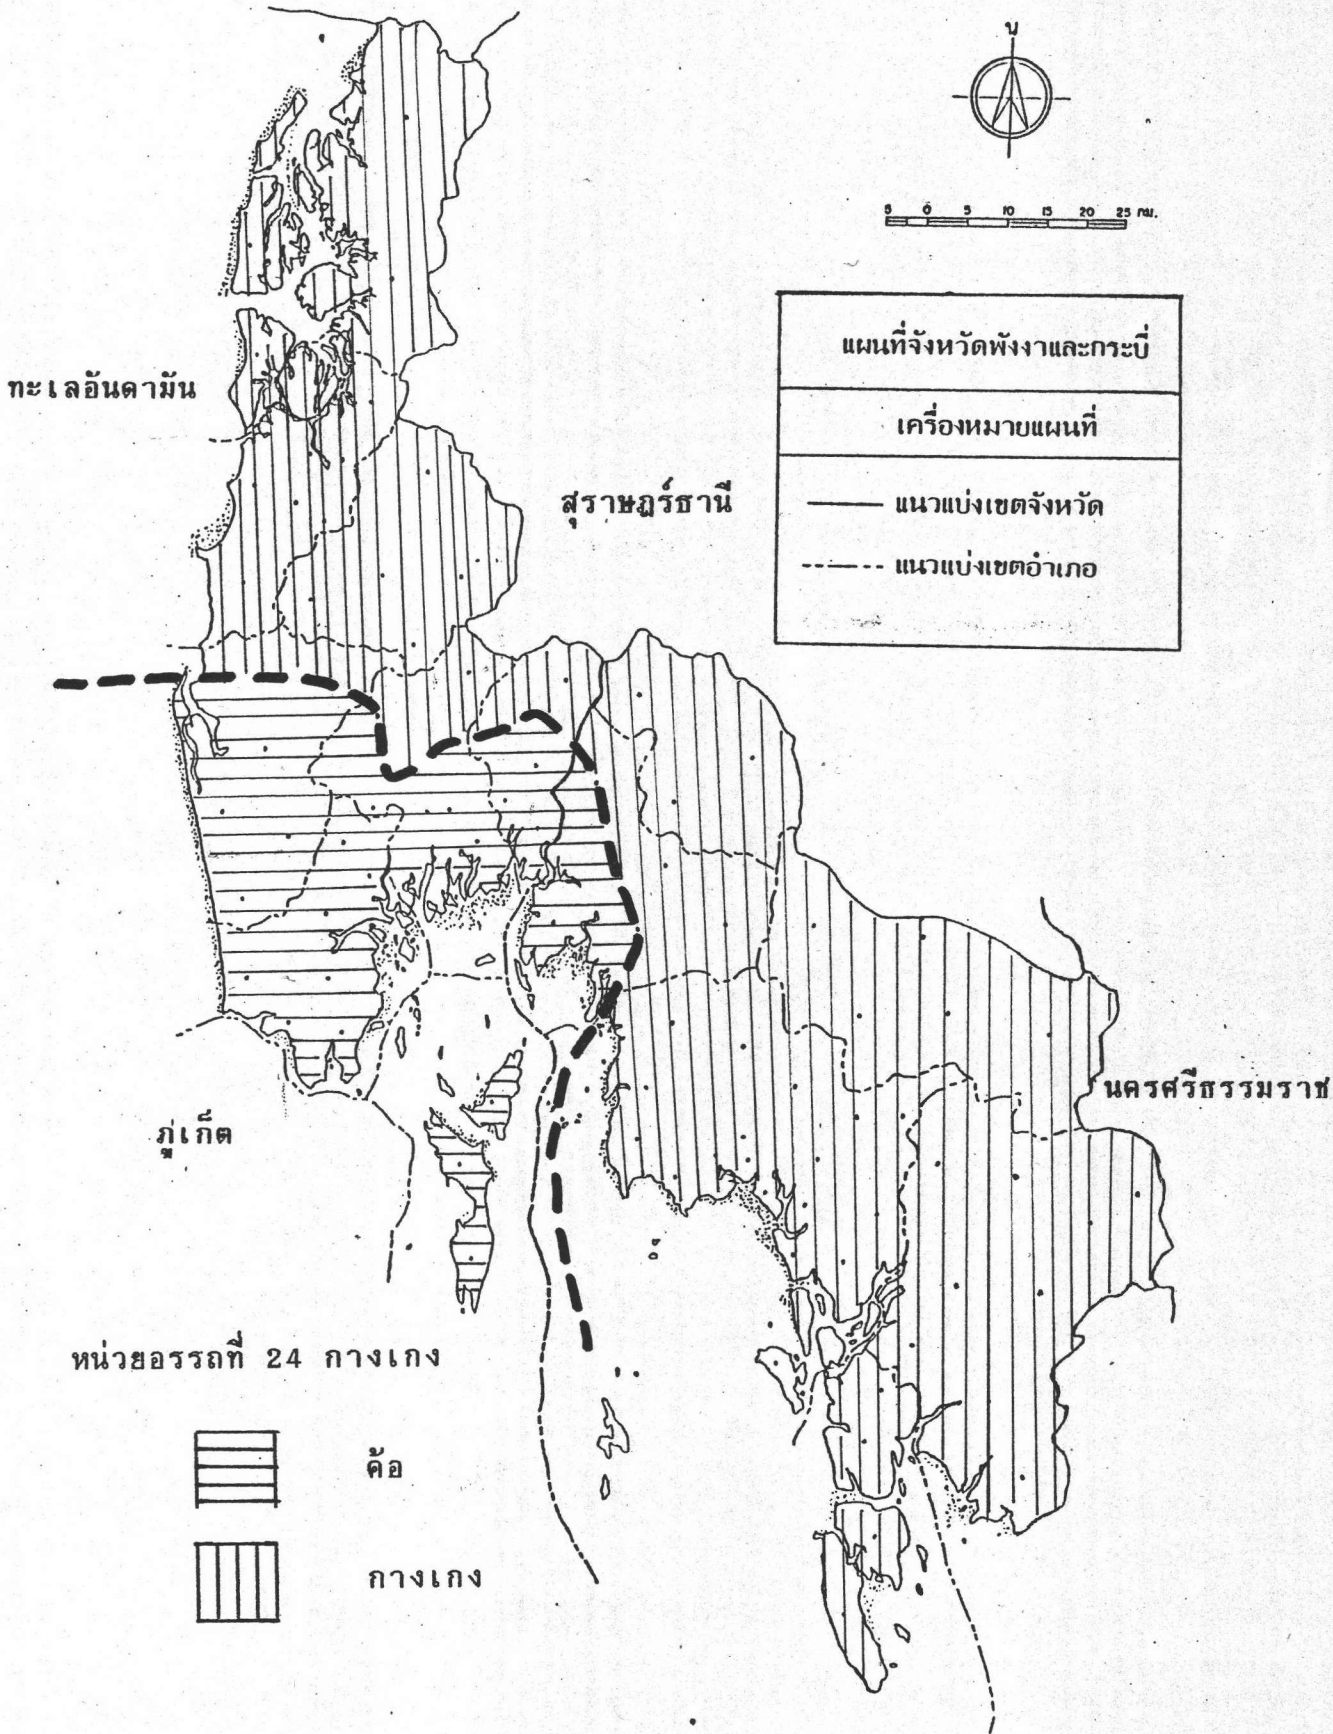 น
5 0 5 10 15 20 25 กม.
แผนที่จังหวัดพังงาและกระบี่
เครื่องหมายแผนที่
แนวแบ่งเขตจังหวัด
แนวแบ่งเขตอำเภอ
ทะเลอันดามัน
สุราษฎร์ธานี
นครศรีธรรมราช
ภูเก็ต
หน่วยอรรถที่ 24 กางเกง
ค้อ
กางเกง